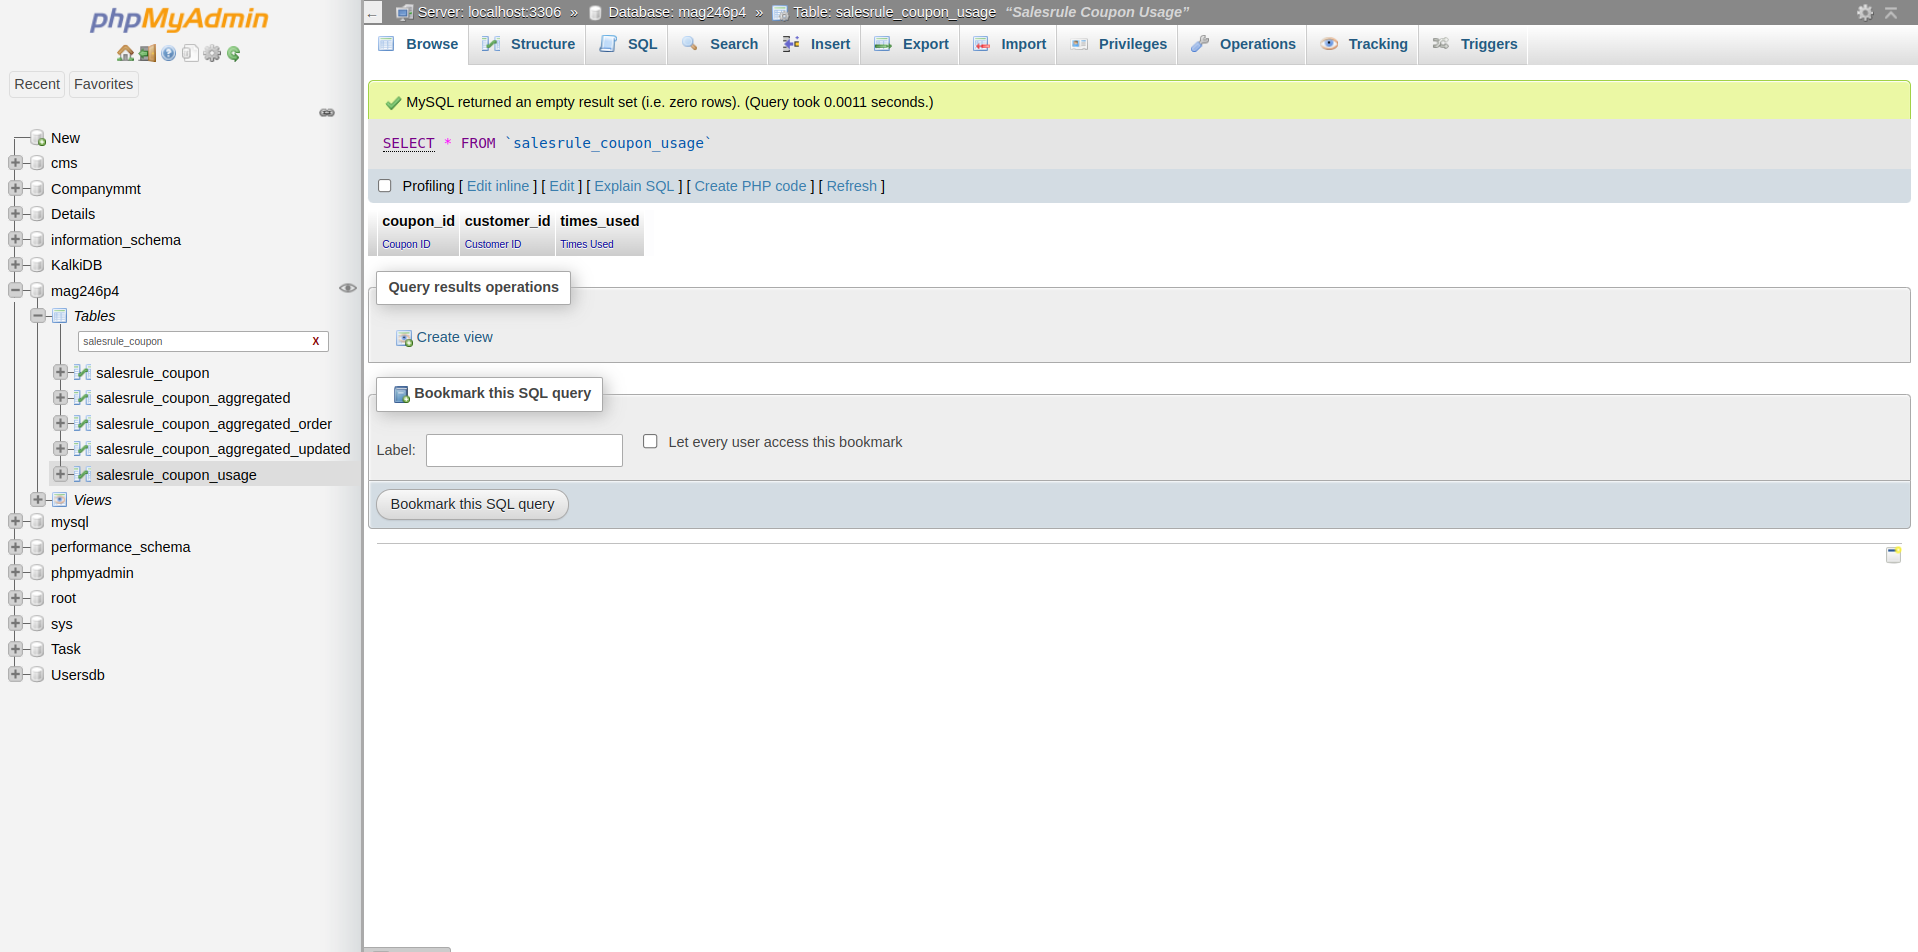 phpMyAdmin
Recent Favorites
New
cms
Companymmt
Details
information_schema
KalkiDB
mag246p4
Tables
salesrule_coupon X
salesrule_coupon
salesrule_coupon_aggregated
salesrule_coupon_aggregated_order
salesrule_coupon_aggregated_updated
salesrule_coupon_usage
Views
mysql
performance_schema
phpmyadmin
root
sys
Task
Usersdb
← Server: localhost:3306 » Database: mag246p4 » Table: salesrule_coupon_usage “Salesrule Coupon Usage”
Browse Structure SQL Search Insert Export Import Privileges Operations Tracking Triggers
MySQL returned an empty result set (i.e. zero rows). (Query took 0.0011 seconds.)
SELECT * FROM `salesrule_coupon_usage`
Profiling [ Edit inline ] [ Edit ] [ Explain SQL ] [ Create PHP code ] [ Refresh ]
coupon_id customer_id times_used
Coupon ID Customer ID Times Used
Query results operations
Create view
Bookmark this SQL query
Label: Let every user access this bookmark
Bookmark this SQL query